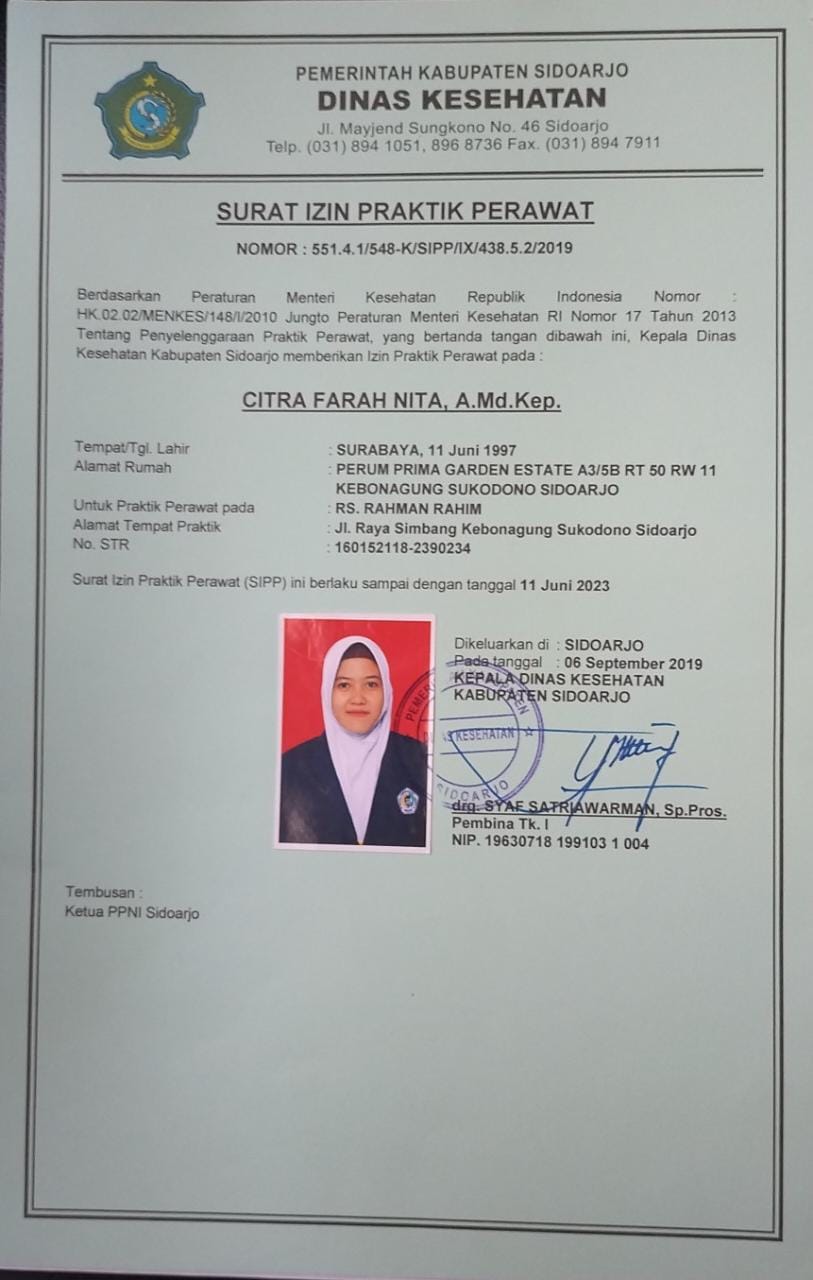 PEMERINTAH KABUPATEN SIDOARJO
DINAS KESEHATAN
Jl. Mayjend Sungkono No. 46 Sidoarjo
Telp. (031) 894 1051, 896 8736 Fax. (031) 894 7911
SURAT IZIN PRAKTIK PERAWAT
NOMOR : 551.4.1/548-K/SIPP/IX/438.5.2/2019
Berdasarkan Peraturan Menteri Kesehatan Republik Indonesia Nomor :
HK.02.02/MENKES/148/I/2010 Jungto Peraturan Menteri Kesehatan RI Nomor 17 Tahun 2013
Tentang Penyelenggaraan Praktik Perawat, yang bertanda tangan dibawah ini, Kepala Dinas
Kesehatan Kabupaten Sidoarjo memberikan Izin Praktik Perawat pada :
CITRA FARAH NITA, A.Md.Kep.
Tempat/Tgl. Lahir : SURABAYA, 11 Juni 1997
Alamat Rumah : PERUM PRIMA GARDEN ESTATE A3/5B RT 50 RW 11
KEBONAGUNG SUKODONO SIDOARJO
Untuk Praktik Perawat pada : RS. RAHMAN RAHIM
Alamat Tempat Praktik : Jl. Raya Simbang Kebonagung Sukodono Sidoarjo
No. STR : 160152118-2390234
Surat Izin Praktik Perawat (SIPP) ini berlaku sampai dengan tanggal 11 Juni 2023
Dikeluarkan di : SIDOARJO
Pada tanggal : 06 September 2019
KEPALA DINAS KESEHATAN
KABUPATEN SIDOARJO
DINAS KESEHATAN
SIDOARJO
drg. SYAF SATRIAWARMAN, Sp.Pros.
Pembina Tk. I
NIP. 19630718 199103 1 004
Tembusan :
Ketua PPNI Sidoarjo